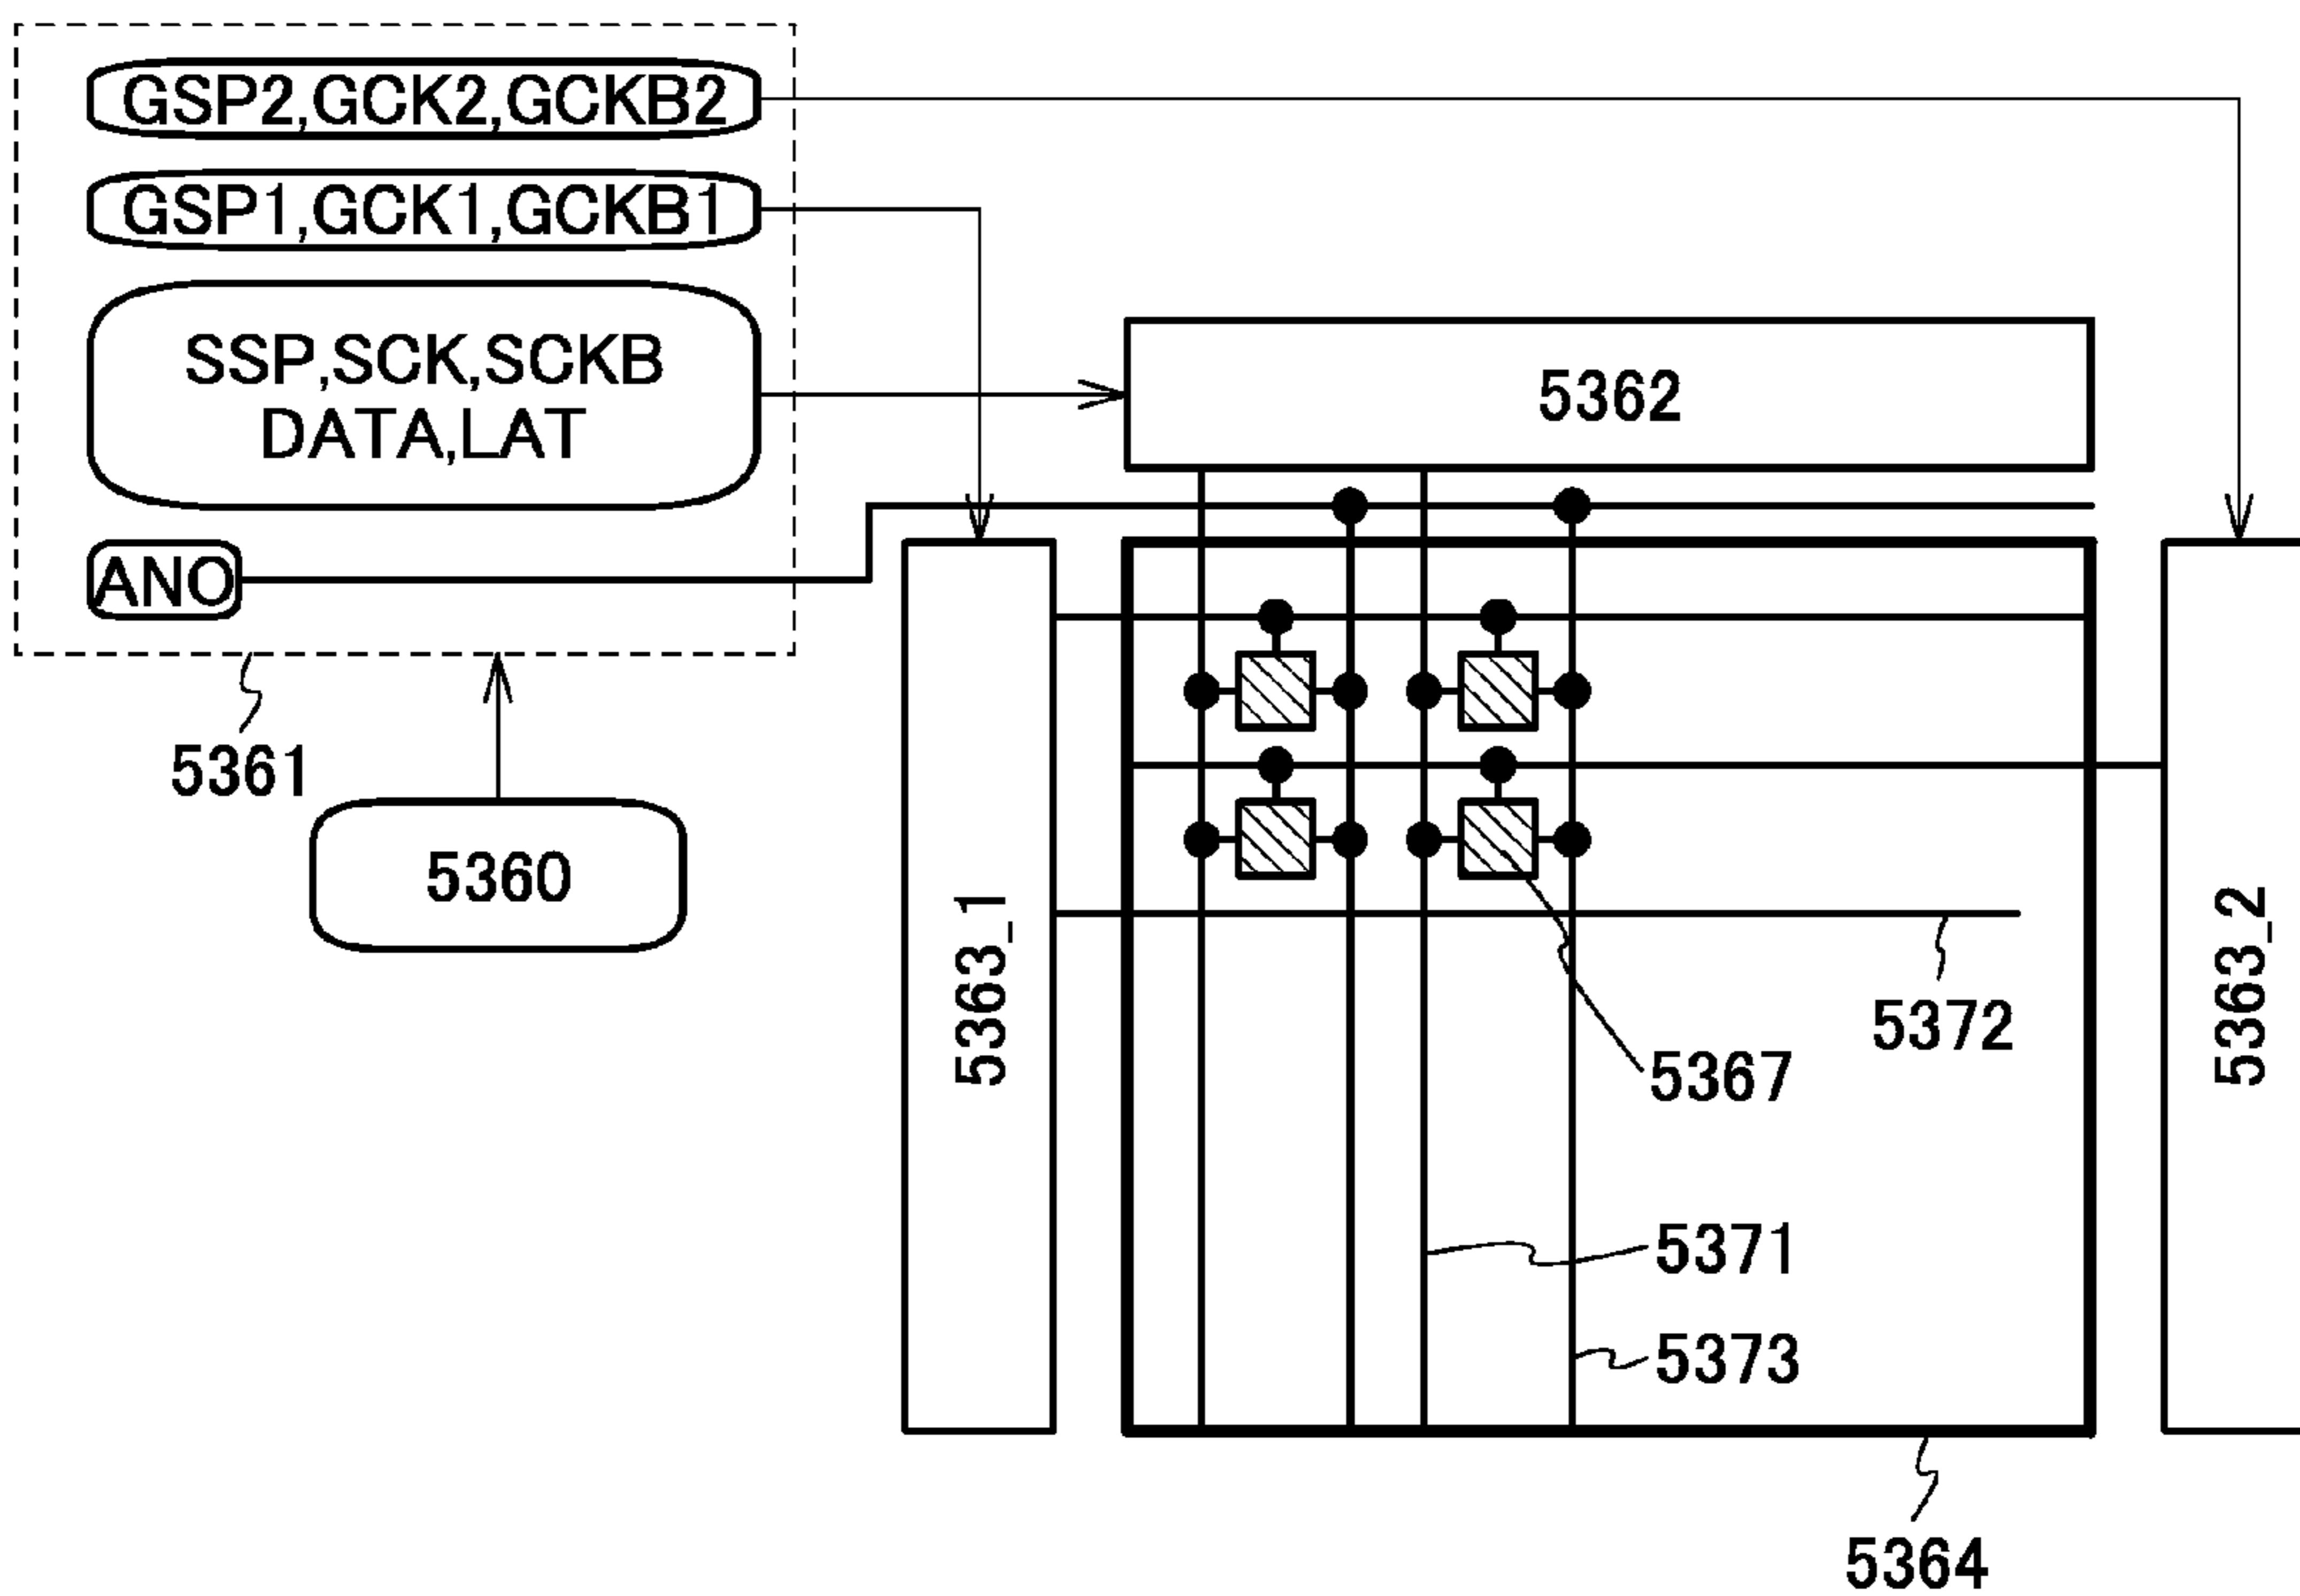 GSP2,GCK2,GCKB2
GSP1,GCK1,GCKB1
SSP,SCK,SCKB
DATA,LAT
5362
ANO
5361
5360
5363_1
5363_2
5372
5367
5371
5373
5364